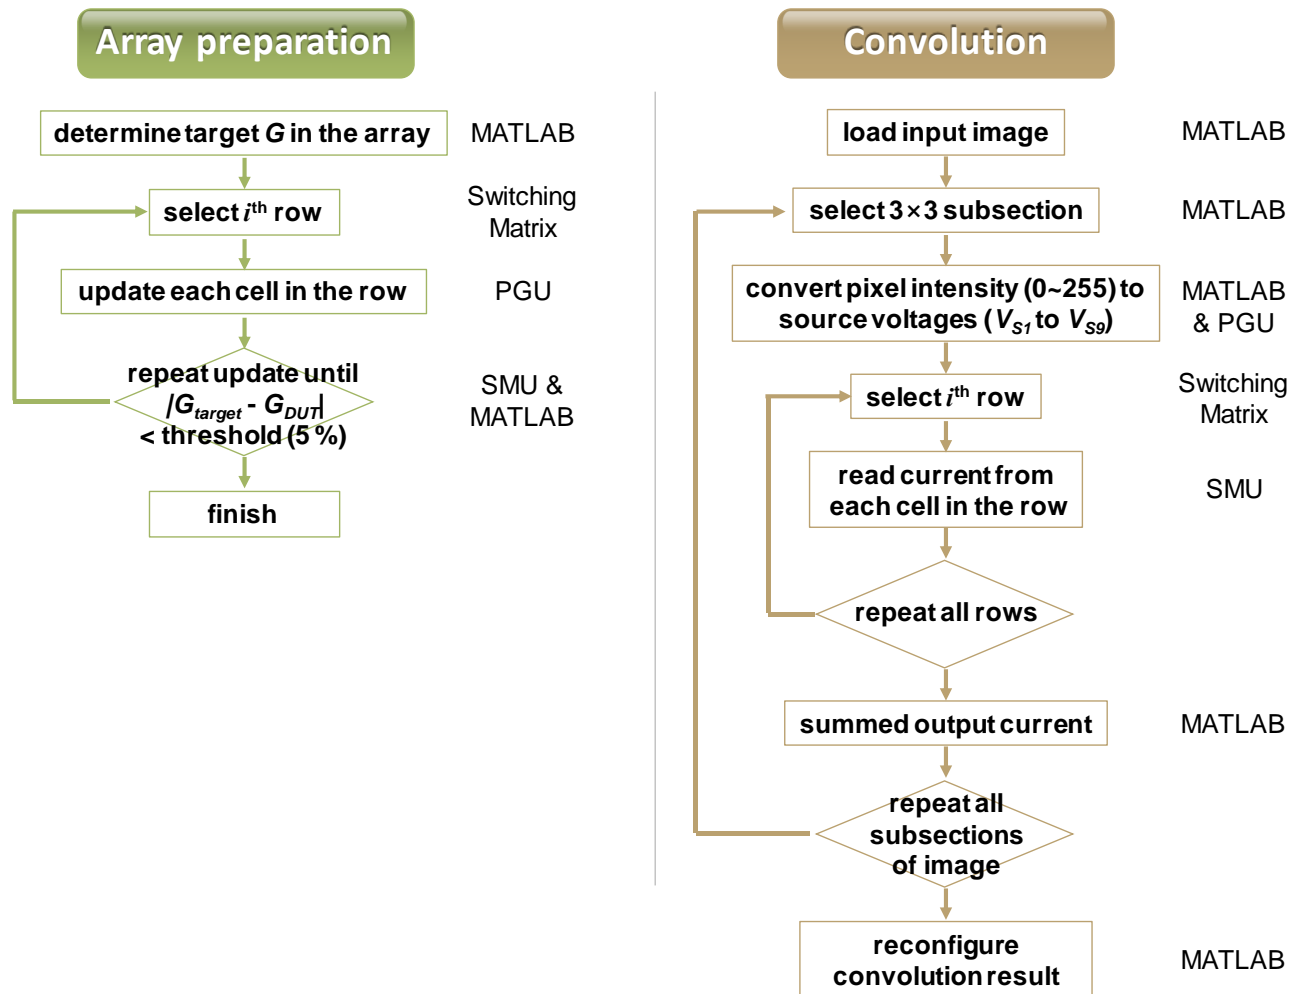 Array preparation
determine target G in the array
MATLAB
select ith row
Switching
Matrix
update each cell in the row
PGU
repeat update until
|Gtarget - GDUT|
< threshold (5 %)
SMU &
MATLAB
finish
Convolution
load input image
MATLAB
select 3×3 subsection
MATLAB
convert pixel intensity (0~255) to
source voltages (VS1 to VS9)
MATLAB
& PGU
select ith row
Switching
Matrix
read current from
each cell in the row
SMU
repeat all rows
summed output current
MATLAB
repeat all
subsections
of image
reconfigure
convolution result
MATLAB